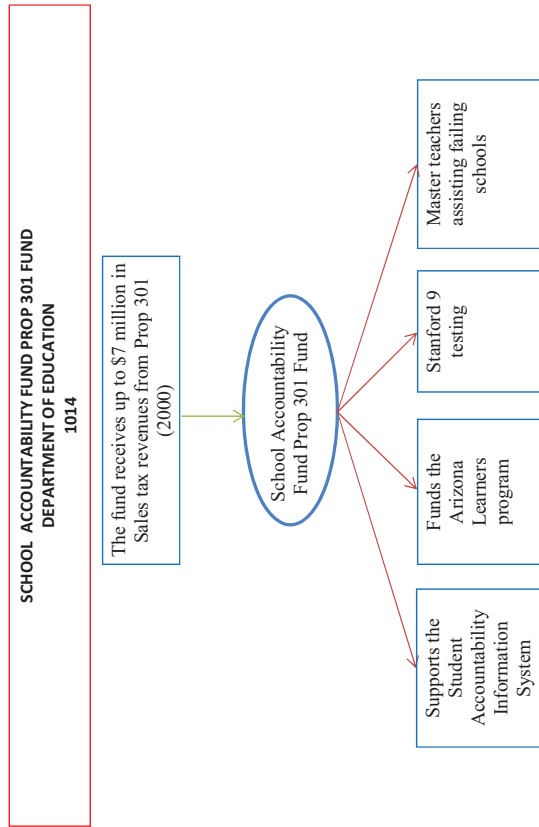 SCHOOL ACCOUNTABILITY FUND PROP 301 FUND
DEPARTMENT OF EDUCATION
1014
The fund receives up to $7 million in
Sales tax revenues from Prop 301
(2000)
School Accountability
Fund Prop 301 Fund
Supports the
Student
Accountability
Information
System
Funds the
Arizona
Learners
program
Stanford 9
testing
Master teachers
assisting failing
schools